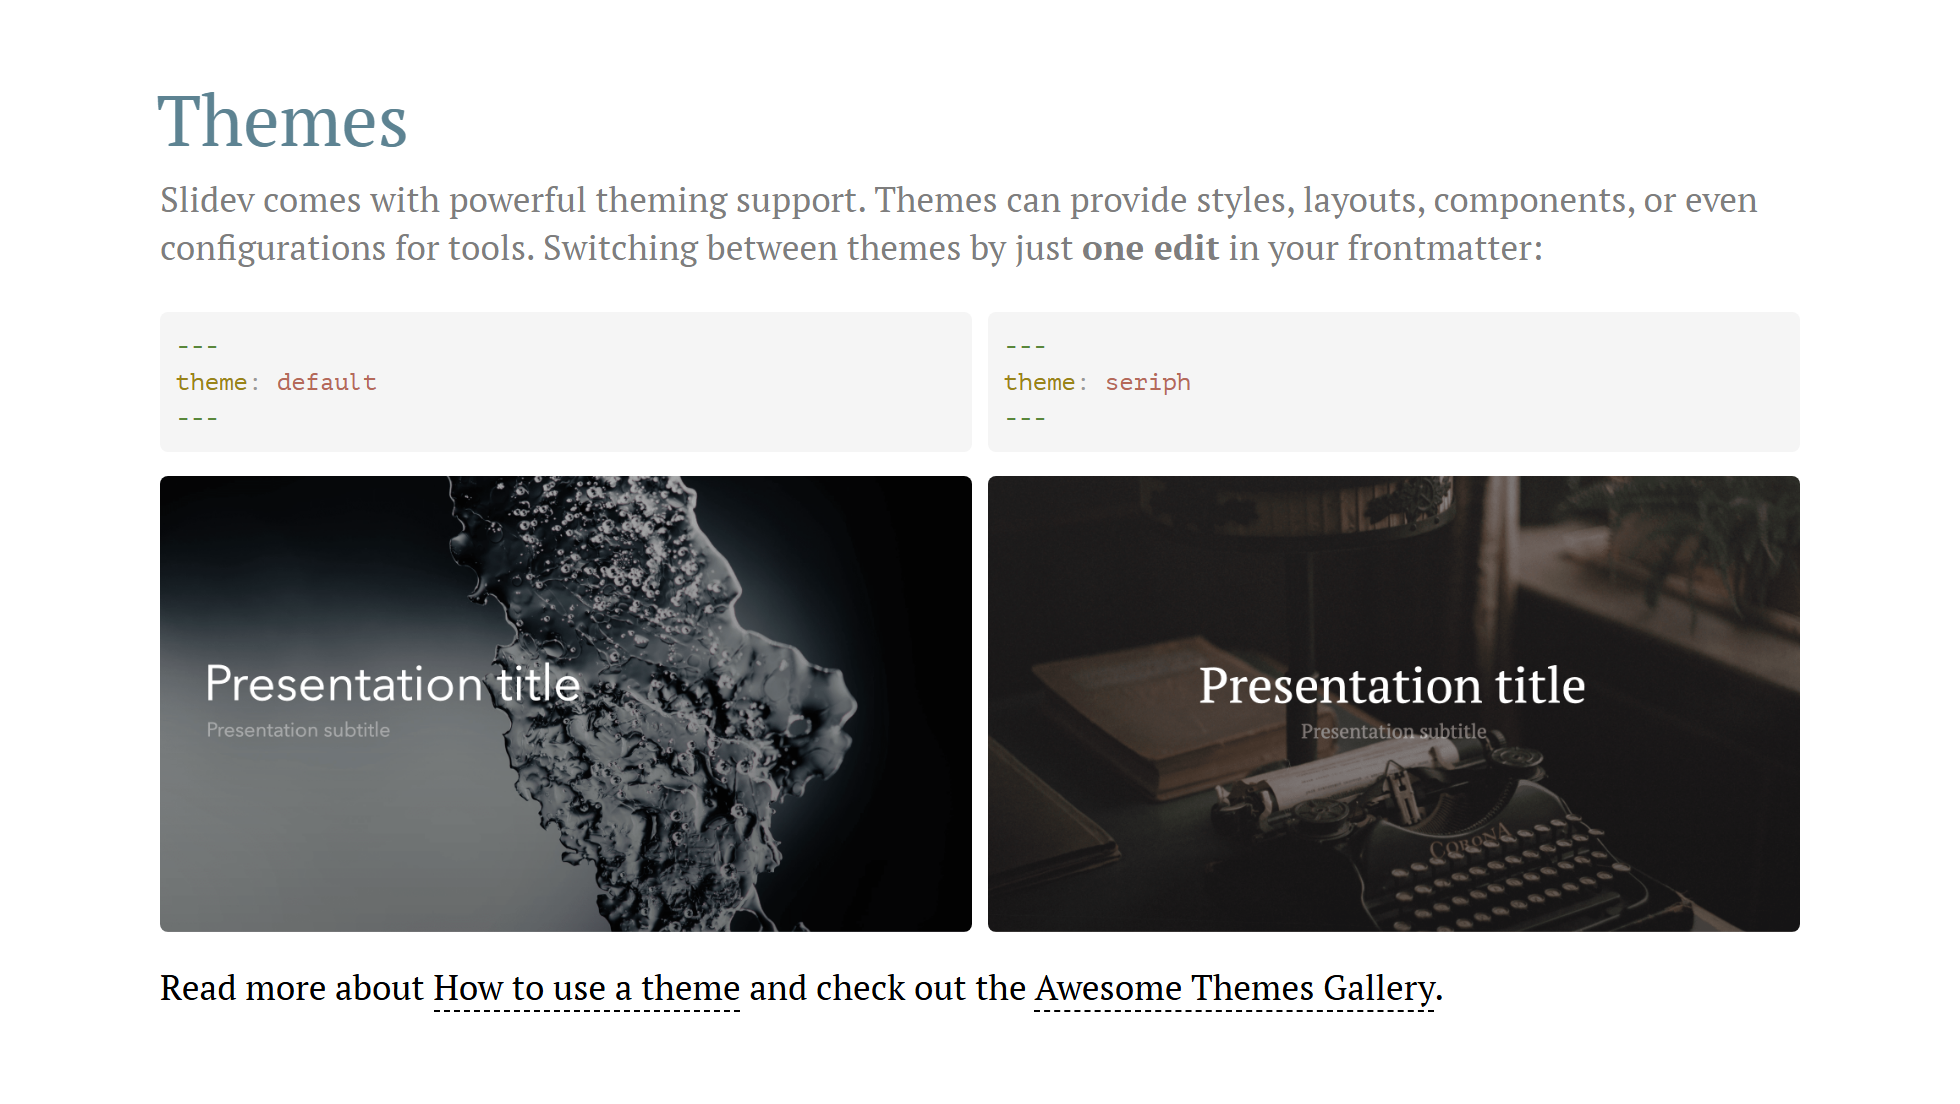 Themes
Slidev comes with powerful theming support. Themes can provide styles, layouts, components, or even
configurations for tools. Switching between themes by just one edit in your frontmatter:
---
theme: default
---
---
theme: seriph
---
Presentation title
Presentation subtitle
Presentation title
Presentation subtitle
CORONA
Read more about How to use a theme and check out the Awesome Themes Gallery.